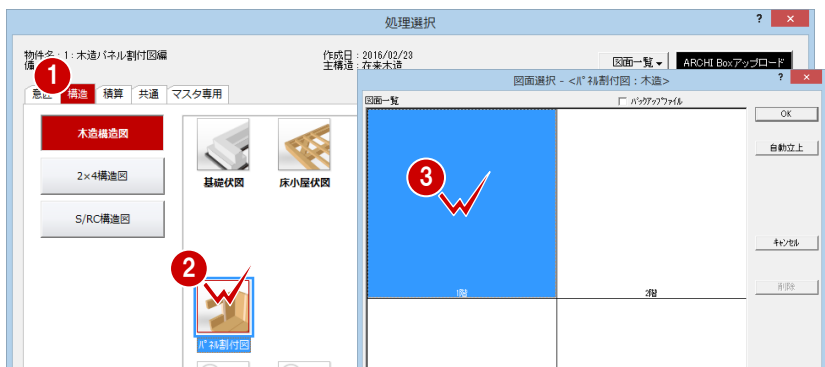 処理選択
? ×
物件名:1:木造パネル割付図編
作成日:2016/02/23
主構造:在来木造
図面一覧▼
ARCHI Boxアップロード
1
構造
積算
共通
マスタ専用
木造構造図
2×4構造図
S/RC構造図
基礎伏図
床小屋伏図
2
パネル割付図
図面選択 - <パネル割付図:木造>
? ×
図面一覧
バックアップファイル
OK
自動立上
キャンセル
削除
3
1階
2階